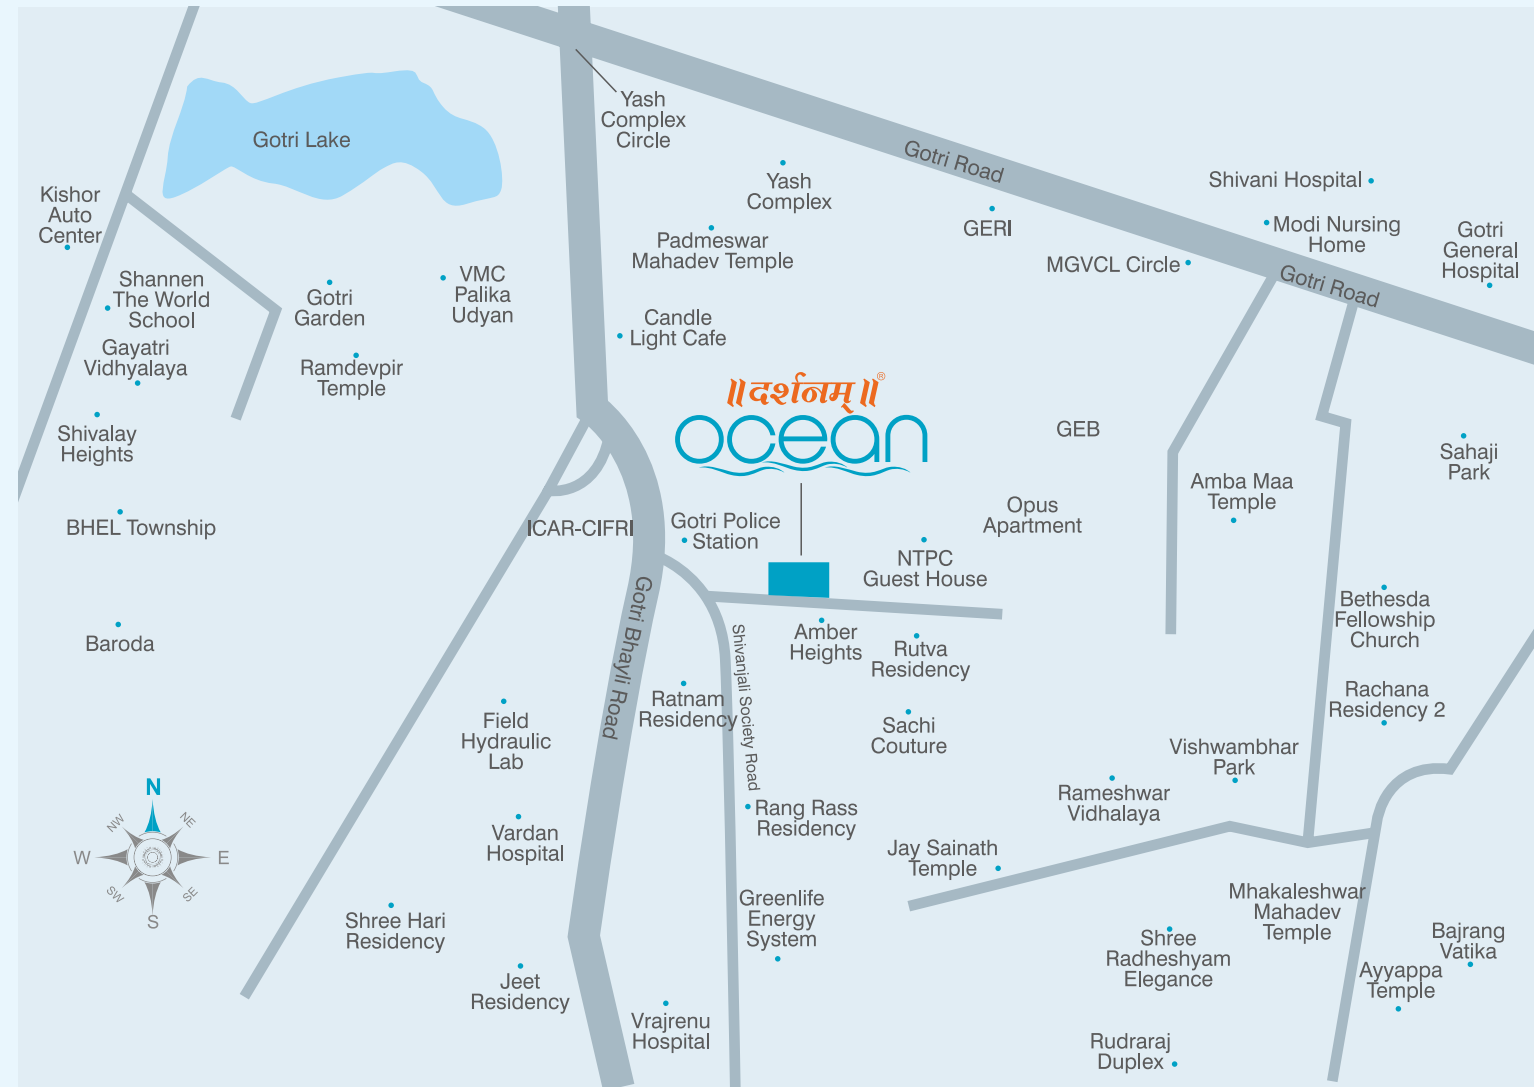 Yash
Complex
Circle
Gotri Lake
Gotri Road
Yash
Complex
Shivani Hospital
Kishor
Auto
Center
GERI
Modi Nursing
Home
Gotri
General
Hospital
Padmeswar
Mahadev Temple
MGVCL Circle
Gotri Road
Shannen
The World
School
Gotri
Garden
VMC
Palika
Udyan
Candle
Light Cafe
Gayatri
Vidhyalaya
Ramdevpir
Temple
॥दर्शनम्॥®
ocean
Shivalay
Heights
GEB
Sahaji
Park
Amba Maa
Temple
BHEL Township
ICAR-CIFRI
Gotri Police
Station
Opus
Apartment
NTPC
Guest House
Bethesda
Fellowship
Church
Baroda
Gotri Bhayli Road
Shivanjali Society Road
Amber
Heights
Rutva
Residency
Ratnam
Residency
Rachana
Residency 2
Field
Hydraulic
Lab
Sachi
Couture
Vishwambhar
Park
Rameshwar
Vidhalaya
N
NW
NE
W
E
SW
SE
S
Rang Rass
Residency
Vardan
Hospital
Jay Sainath
Temple
Mhakaleshwar
Mahadev
Temple
Greenlife
Energy
System
Shree Hari
Residency
Shree
Radheshyam
Elegance
Bajrang
Vatika
Ayyappa
Temple
Jeet
Residency
Vrajrenu
Hospital
Rudraraj
Duplex